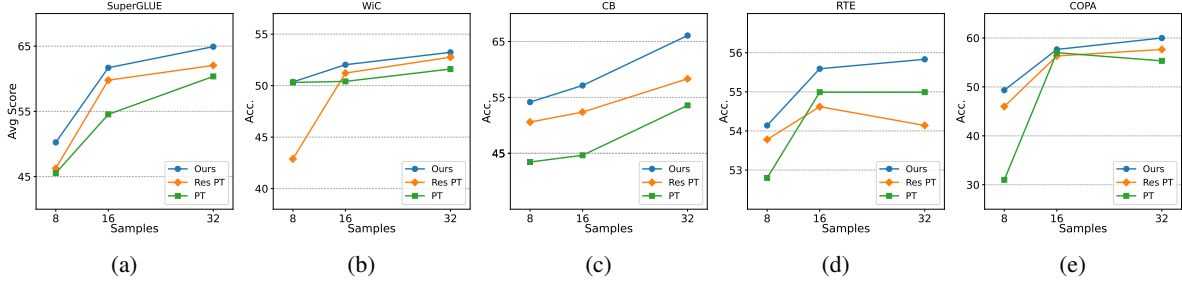 SuperGLUE
65
55
45
Avg Score
Ours
Res PT
PT
8
16
32
Samples
(a)
WiC
55
50
45
40
Acc.
Ours
Res PT
PT
8
16
32
Samples
(b)
CB
65
55
45
Acc.
Ours
Res PT
PT
8
16
32
Samples
(c)
RTE
56
55
54
53
Acc.
Ours
Res PT
PT
8
16
32
Samples
(d)
COPA
60
50
40
30
Acc.
Ours
Res PT
PT
8
16
32
Samples
(e)